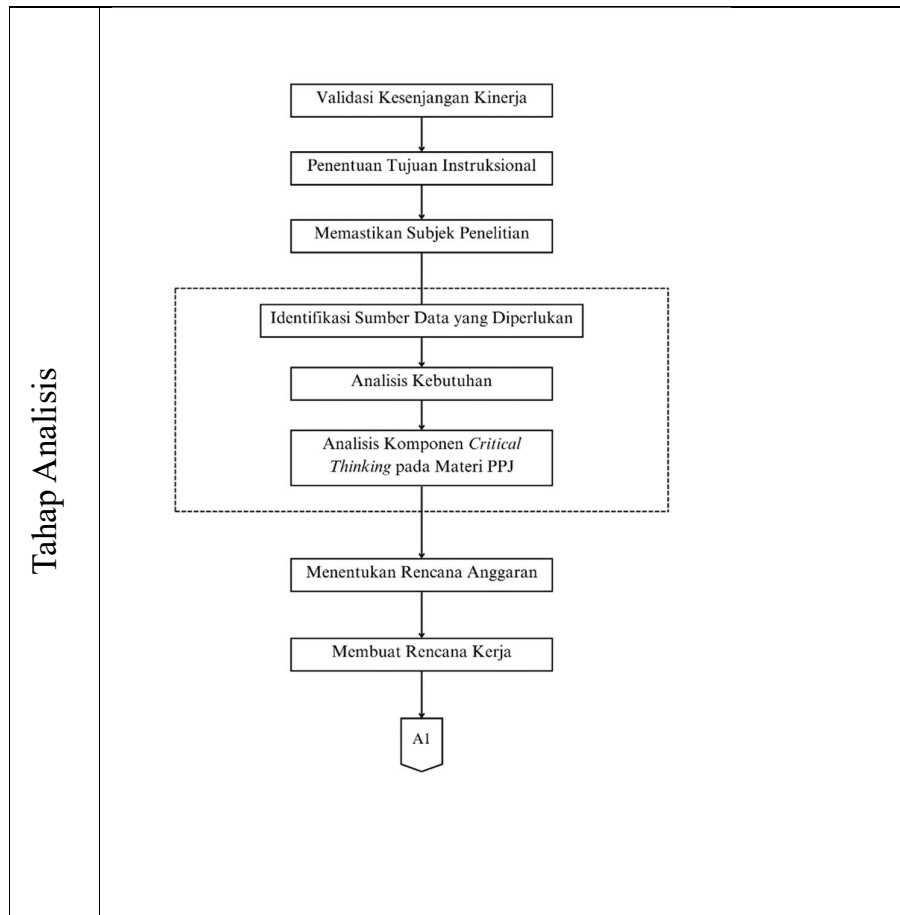 Tahap Analisis
Validasi Kesenjangan Kinerja
Penentuan Tujuan Instruksional
Memastikan Subjek Penelitian
Identifikasi Sumber Data yang Diperlukan
Analisis Kebutuhan
Analisis Komponen Critical
Thinking pada Materi PPJ
Menentukan Rencana Anggaran
Membuat Rencana Kerja
A1